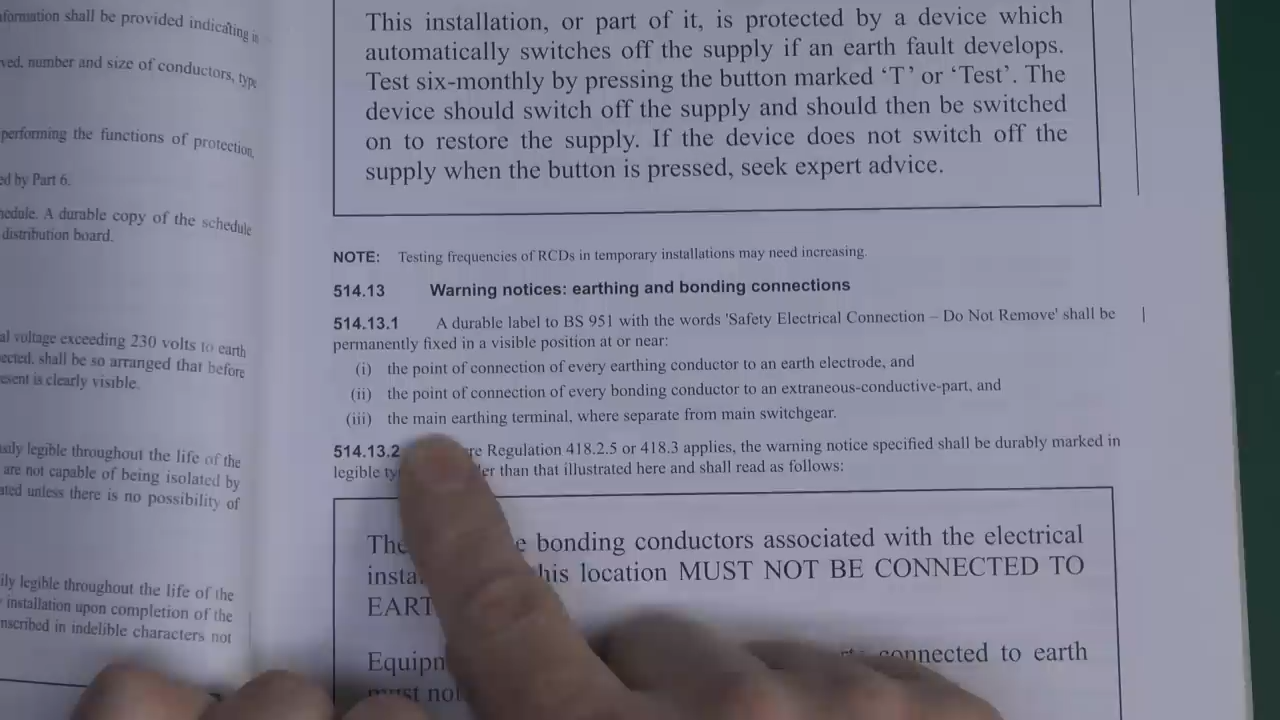 formation shall be provided indicating
ved, number and size of conductors, type
performing the functions of protection,
ed by Part 6.
hedule. A durable copy of the schedule
distribution board.
al voltage exceeding 230 volts to earth
ected, shall be so arranged that before
esent is clearly visible.
legible throughout the life of the
are not capable of being isolated by
ated unless there is no possibility of
ily legible throughout the life of the
installation upon completion of the
nscribed in indelible characters not
This installation, or part of it, is protected by a device which
automatically switches off the supply if an earth fault develops.
Test six-monthly by pressing the button marked ‘T’ or ‘Test’. The
device should switch off the supply and should then be switched
on to restore the supply. If the device does not switch off the
supply when the button is pressed, seek expert advice.
NOTE: Testing frequencies of RCDs in temporary installations may need increasing.
514.13 Warning notices: earthing and bonding connections
514.13.1 A durable label to BS 951 with the words 'Safety Electrical Connection – Do Not Remove' shall be
permanently fixed in a visible position at or near:
(i) the point of connection of every earthing conductor to an earth electrode, and
(ii) the point of connection of every bonding conductor to an extraneous-conductive-part, and
(iii) the main earthing terminal, where separate from main switchgear.
514.13.2 re Regulation 418.2.5 or 418.3 applies, the warning notice specified shall be durably marked in
legible ty er than that illustrated here and shall read as follows:
The e bonding conductors associated with the electrical
insta his location MUST NOT BE CONNECTED TO
EART
Equipn connected to earth
must not